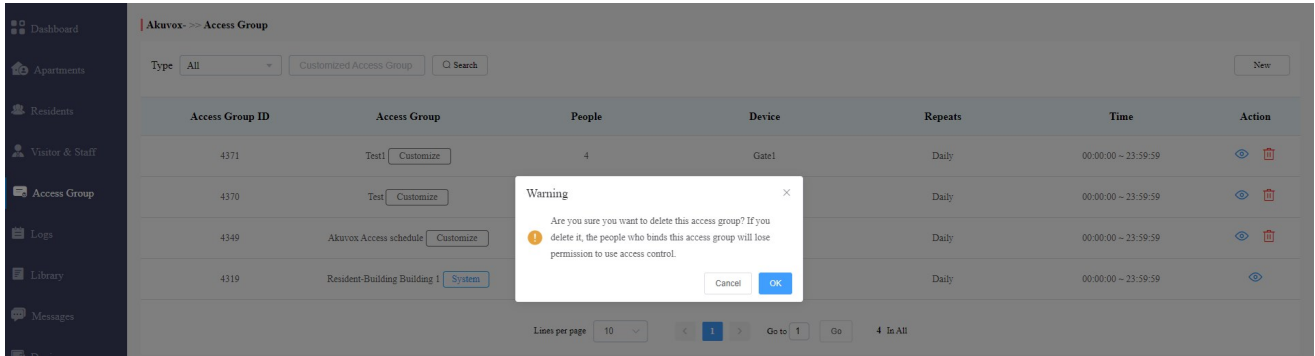 Dashboard
Akuvox- >> Access Group
Apartments
Type All Customized Access Group Search New
Residents
Access Group ID Access Group People Device Repeats Time Action
Visitor & Staff
4371 Test1 Customize 4 Gate1 Daily 00:00:00 ~ 23:59:59
Access Group
4370 Test Customize Daily 00:00:00 ~ 23:59:59
Logs
4349 Akuvox Access schedule Customize Daily 00:00:00 ~ 23:59:59
Library
4319 Resident-Building Building 1 System Daily 00:00:00 ~ 23:59:59
Messages
Warning
Are you sure you want to delete this access group? If you
delete it, the people who binds this access group will lose
permission to use access control.
Cancel OK
Lines per page 10 < 1 > Go to 1 Go 4 In All